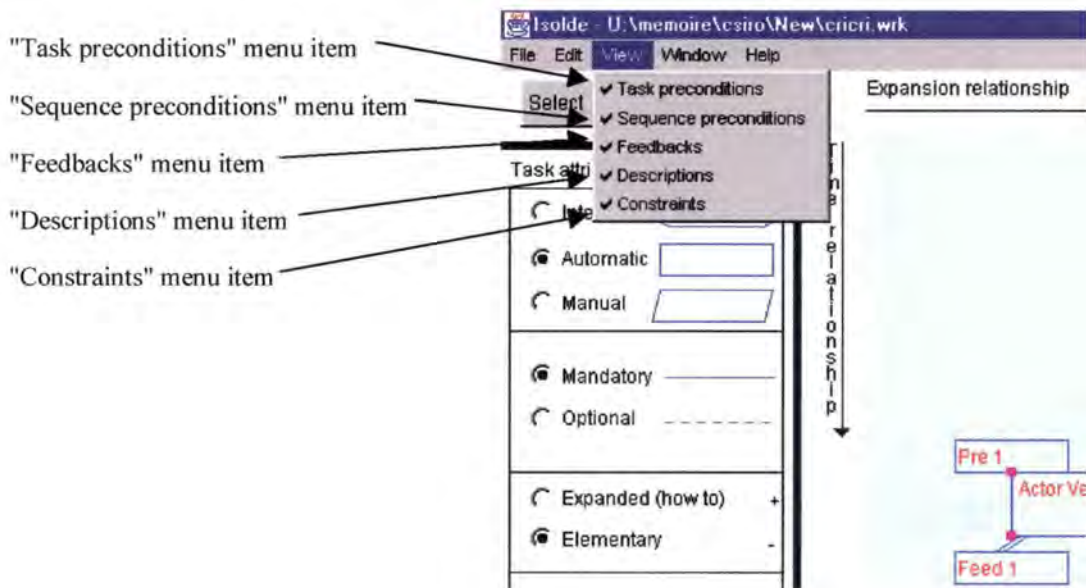 "Task preconditions" menu item
"Sequence preconditions" menu item
"Feedbacks" menu item
"Descriptions" menu item
"Constraints" menu item
Isolde - U:\memoire\csiro\New\cricri.wrk
File Edit View Window Help
Select
Task preconditions
Sequence preconditions
Feedbacks
Descriptions
Constraints
Expansion relationship
Task attri
Inte
Automatic
Manual
Mandatory
Optional
Expanded (how to) +
Elementary -
relationship
Pre 1
Actor Ve
Feed 1